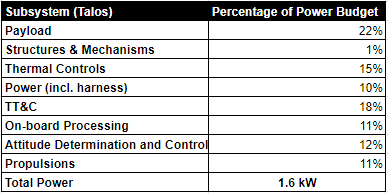 Subsystem (Talos) Percentage of Power Budget
Payload 22%
Structures & Mechanisms 1%
Thermal Controls 15%
Power (incl. harness) 10%
TT&C 18%
On-board Processing 11%
Attitude Determination and Control 12%
Propulsions 11%
Total Power 1.6 kW